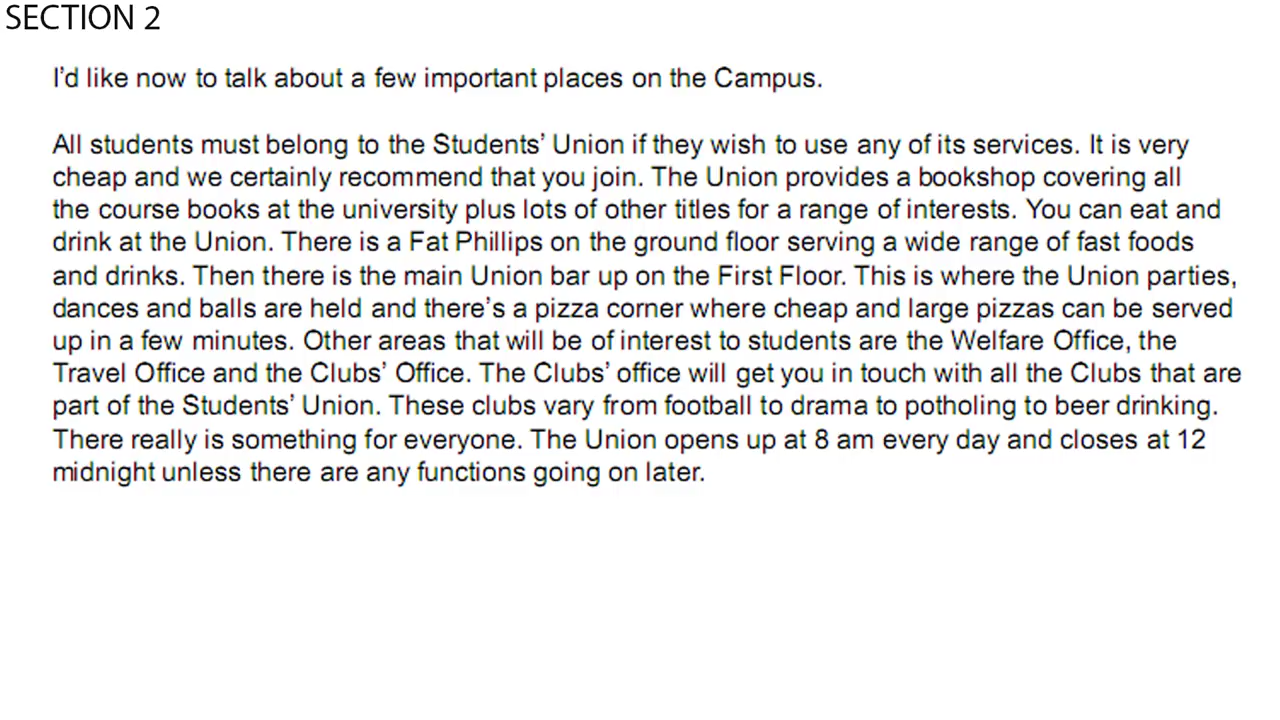 SECTION 2
I'd like now to talk about a few important places on the Campus.
All students must belong to the Students' Union if they wish to use any of its services. It is very
cheap and we certainly recommend that you join. The Union provides a bookshop covering all
the course books at the university plus lots of other titles for a range of interests. You can eat and
drink at the Union. There is a Fat Phillips on the ground floor serving a wide range of fast foods
and drinks. Then there is the main Union bar up on the First Floor. This is where the Union parties,
dances and balls are held and there's a pizza corner where cheap and large pizzas can be served
up in a few minutes. Other areas that will be of interest to students are the Welfare Office, the
Travel Office and the Clubs' Office. The Clubs' office will get you in touch with all the Clubs that are
part of the Students' Union. These clubs vary from football to drama to potholing to beer drinking.
There really is something for everyone. The Union opens up at 8 am every day and closes at 12
midnight unless there are any functions going on later.